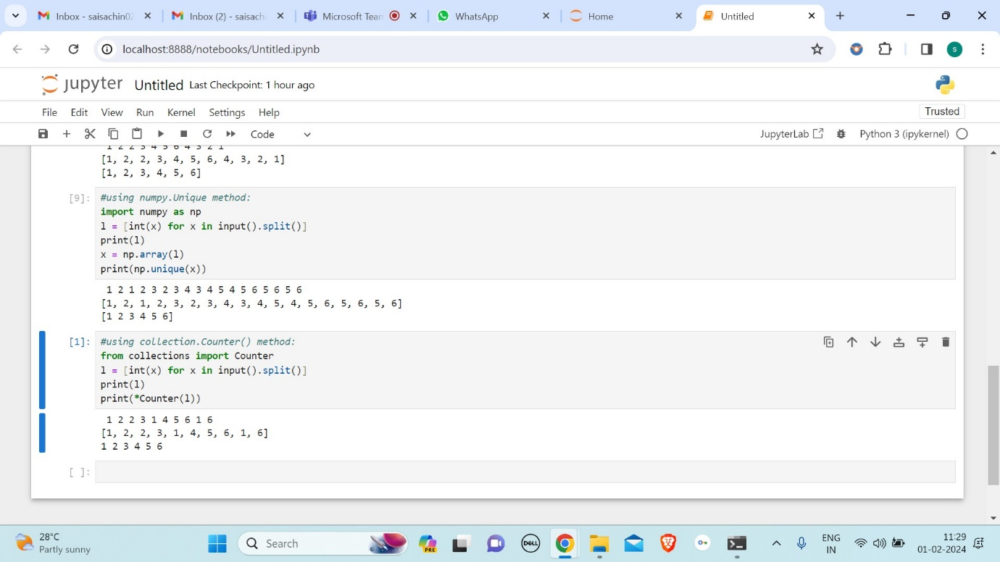 Inbox - saisachin02
Inbox (2) - saisachi
Microsoft Team
WhatsApp
Home
Untitled
localhost:8888/notebooks/Untitled.ipynb
S
jupyter Untitled Last Checkpoint: 1 hour ago
File Edit View Run Kernel Settings Help
Trusted
Code
JupyterLab
Python 3 (ipykernel)
1 2 2 3 4 5 6 4 3 2 1
[1, 2, 2, 3, 4, 5, 6, 4, 3, 2, 1]
[1, 2, 3, 4, 5, 6]
[9]: #using numpy.Unique method:
import numpy as np
l = [int(x) for x in input().split()]
print(l)
x = np.array(l)
print(np.unique(x))
1 2 1 2 3 2 3 4 3 4 5 4 5 6 5 6 5 6
[1, 2, 1, 2, 3, 2, 3, 4, 3, 4, 5, 4, 5, 6, 5, 6, 5, 6]
[1 2 3 4 5 6]
[1]: #using collection.Counter() method:
from collections import Counter
l = [int(x) for x in input().split()]
print(l)
print(*Counter(l))
1 2 2 3 1 4 5 6 1 6
[1, 2, 2, 3, 1, 4, 5, 6, 1, 6]
1 2 3 4 5 6
[ ]:
28°C
Partly sunny
Search
PRE
DELL
ENG
IN
11:29
01-02-2024